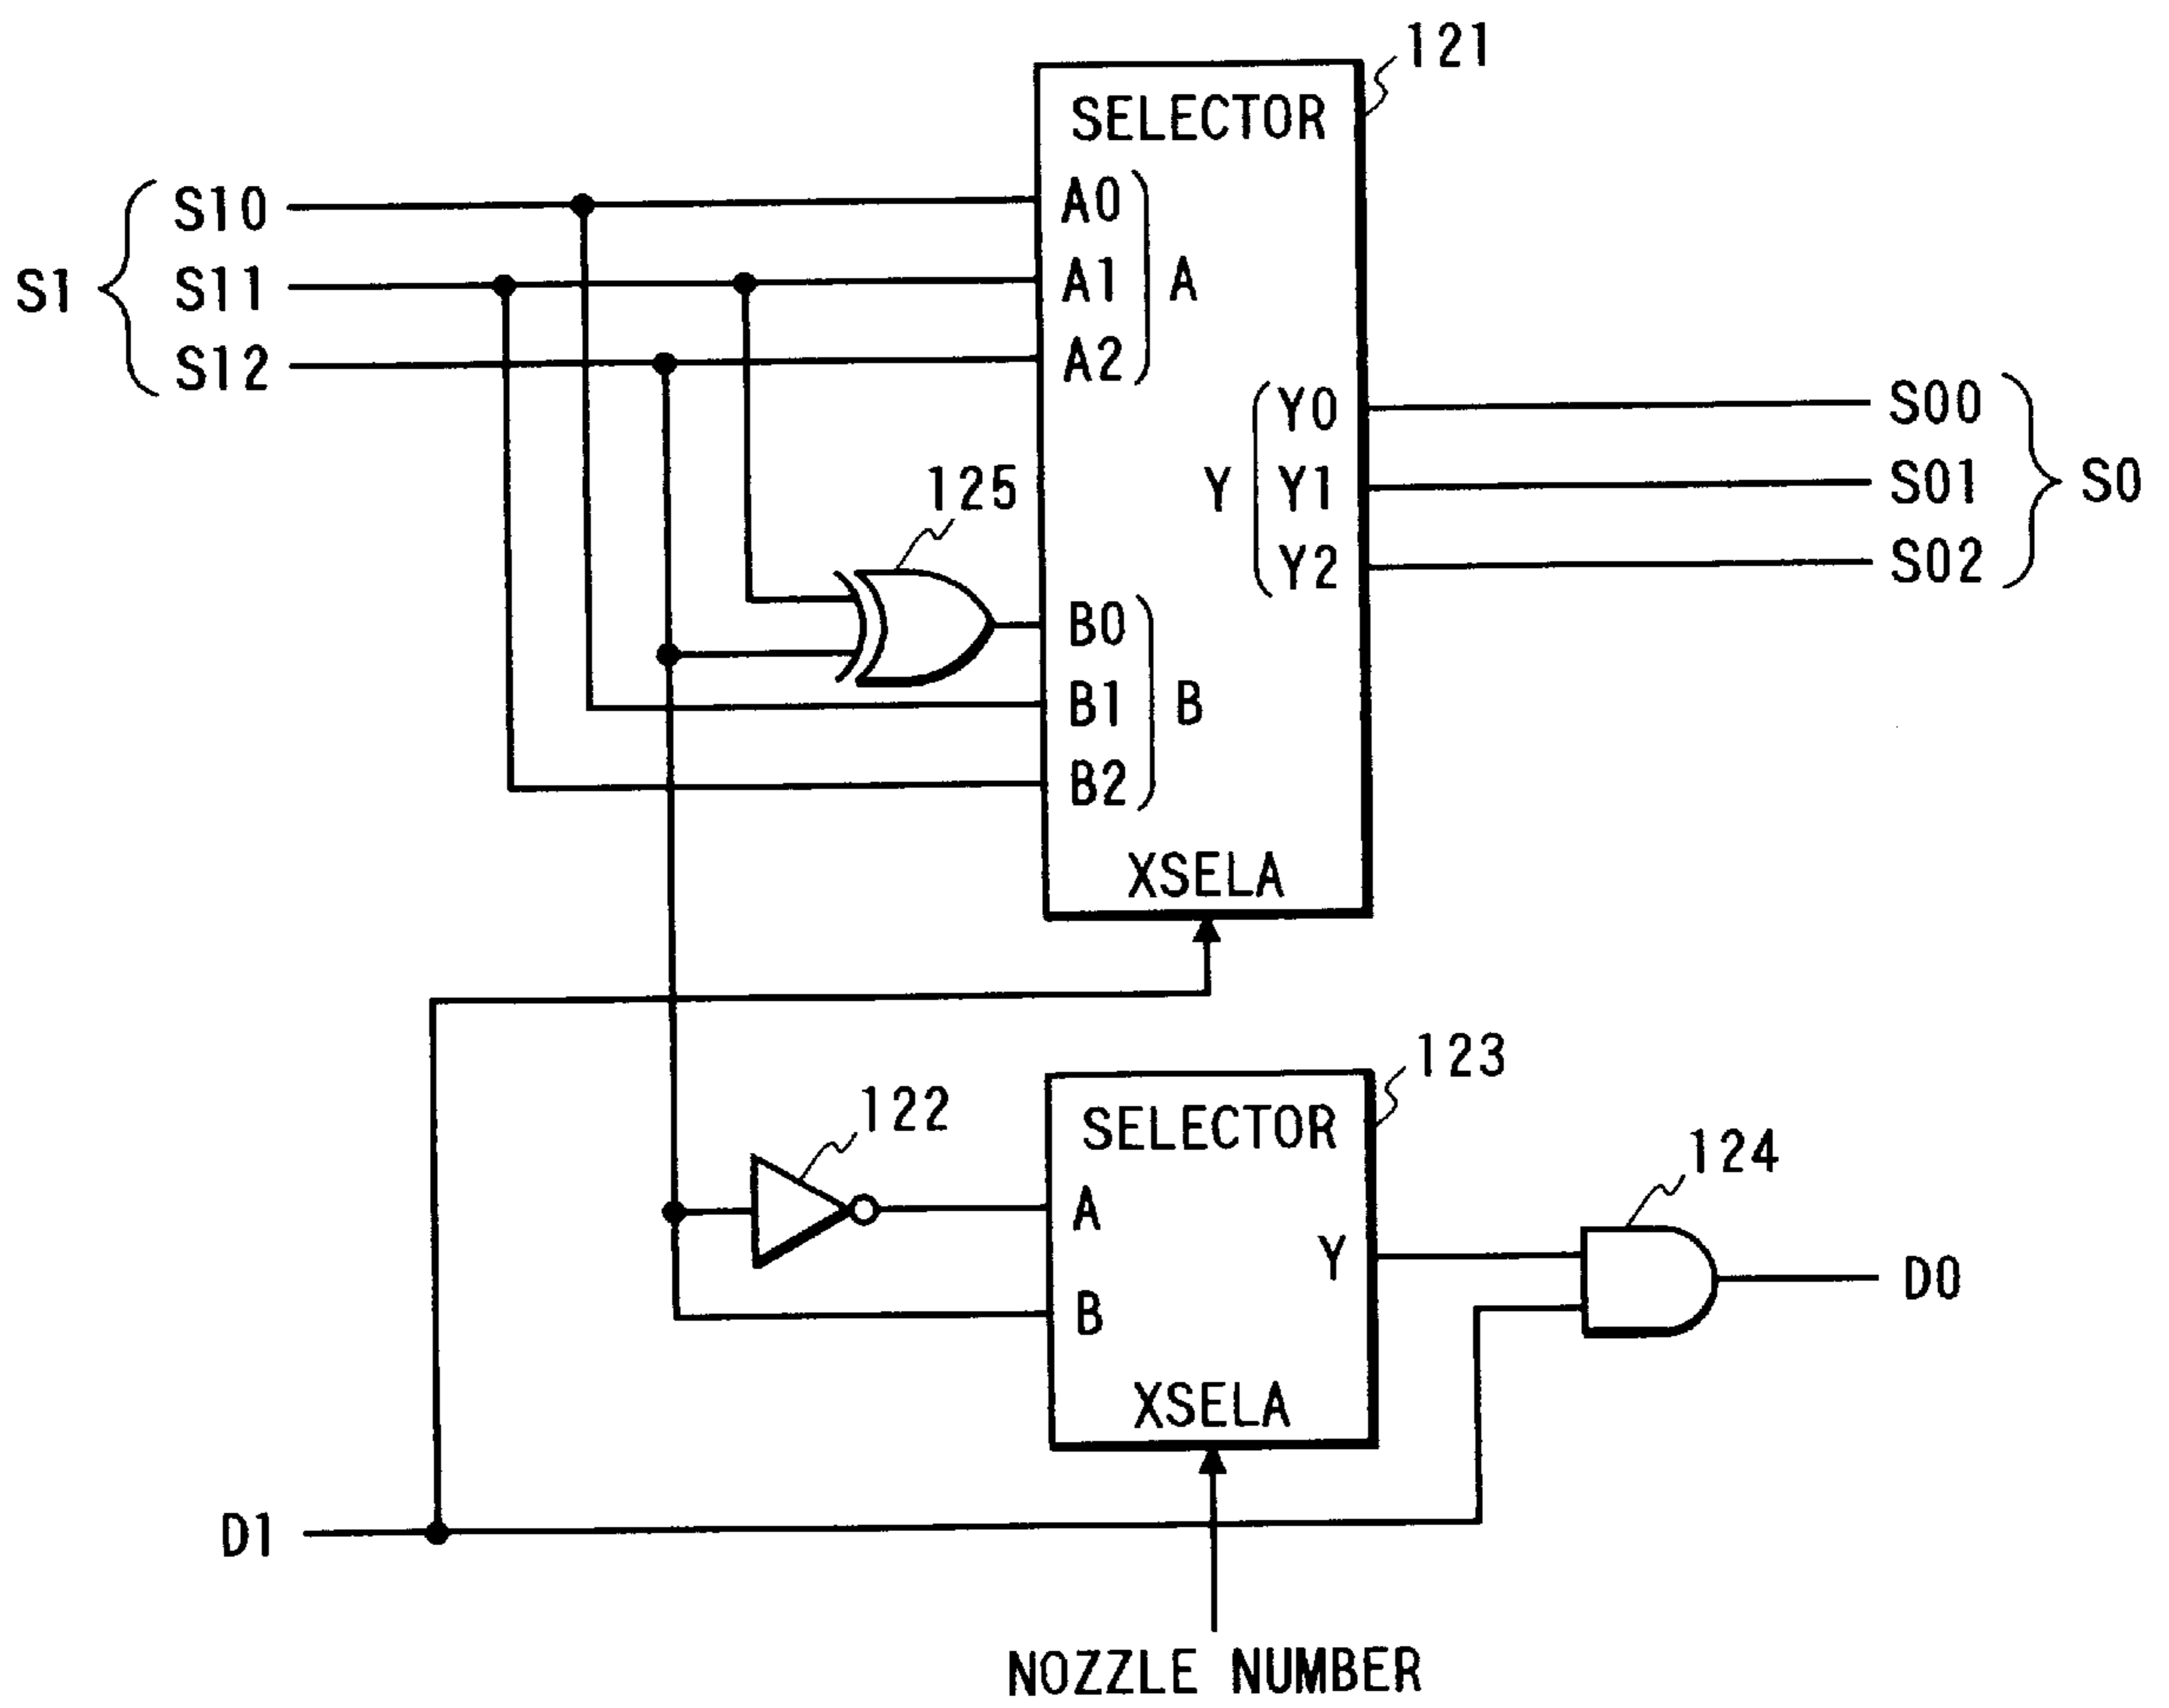 121
SELECTOR
S1
S10
S11
S12
A0
A1
A2
A
Y
Y0
Y1
Y2
S00
S01
S02
S0
125
B0
B1
B2
B
XSELA
123
SELECTOR
122
A
B
Y
XSELA
124
D0
D1
NOZZLE NUMBER